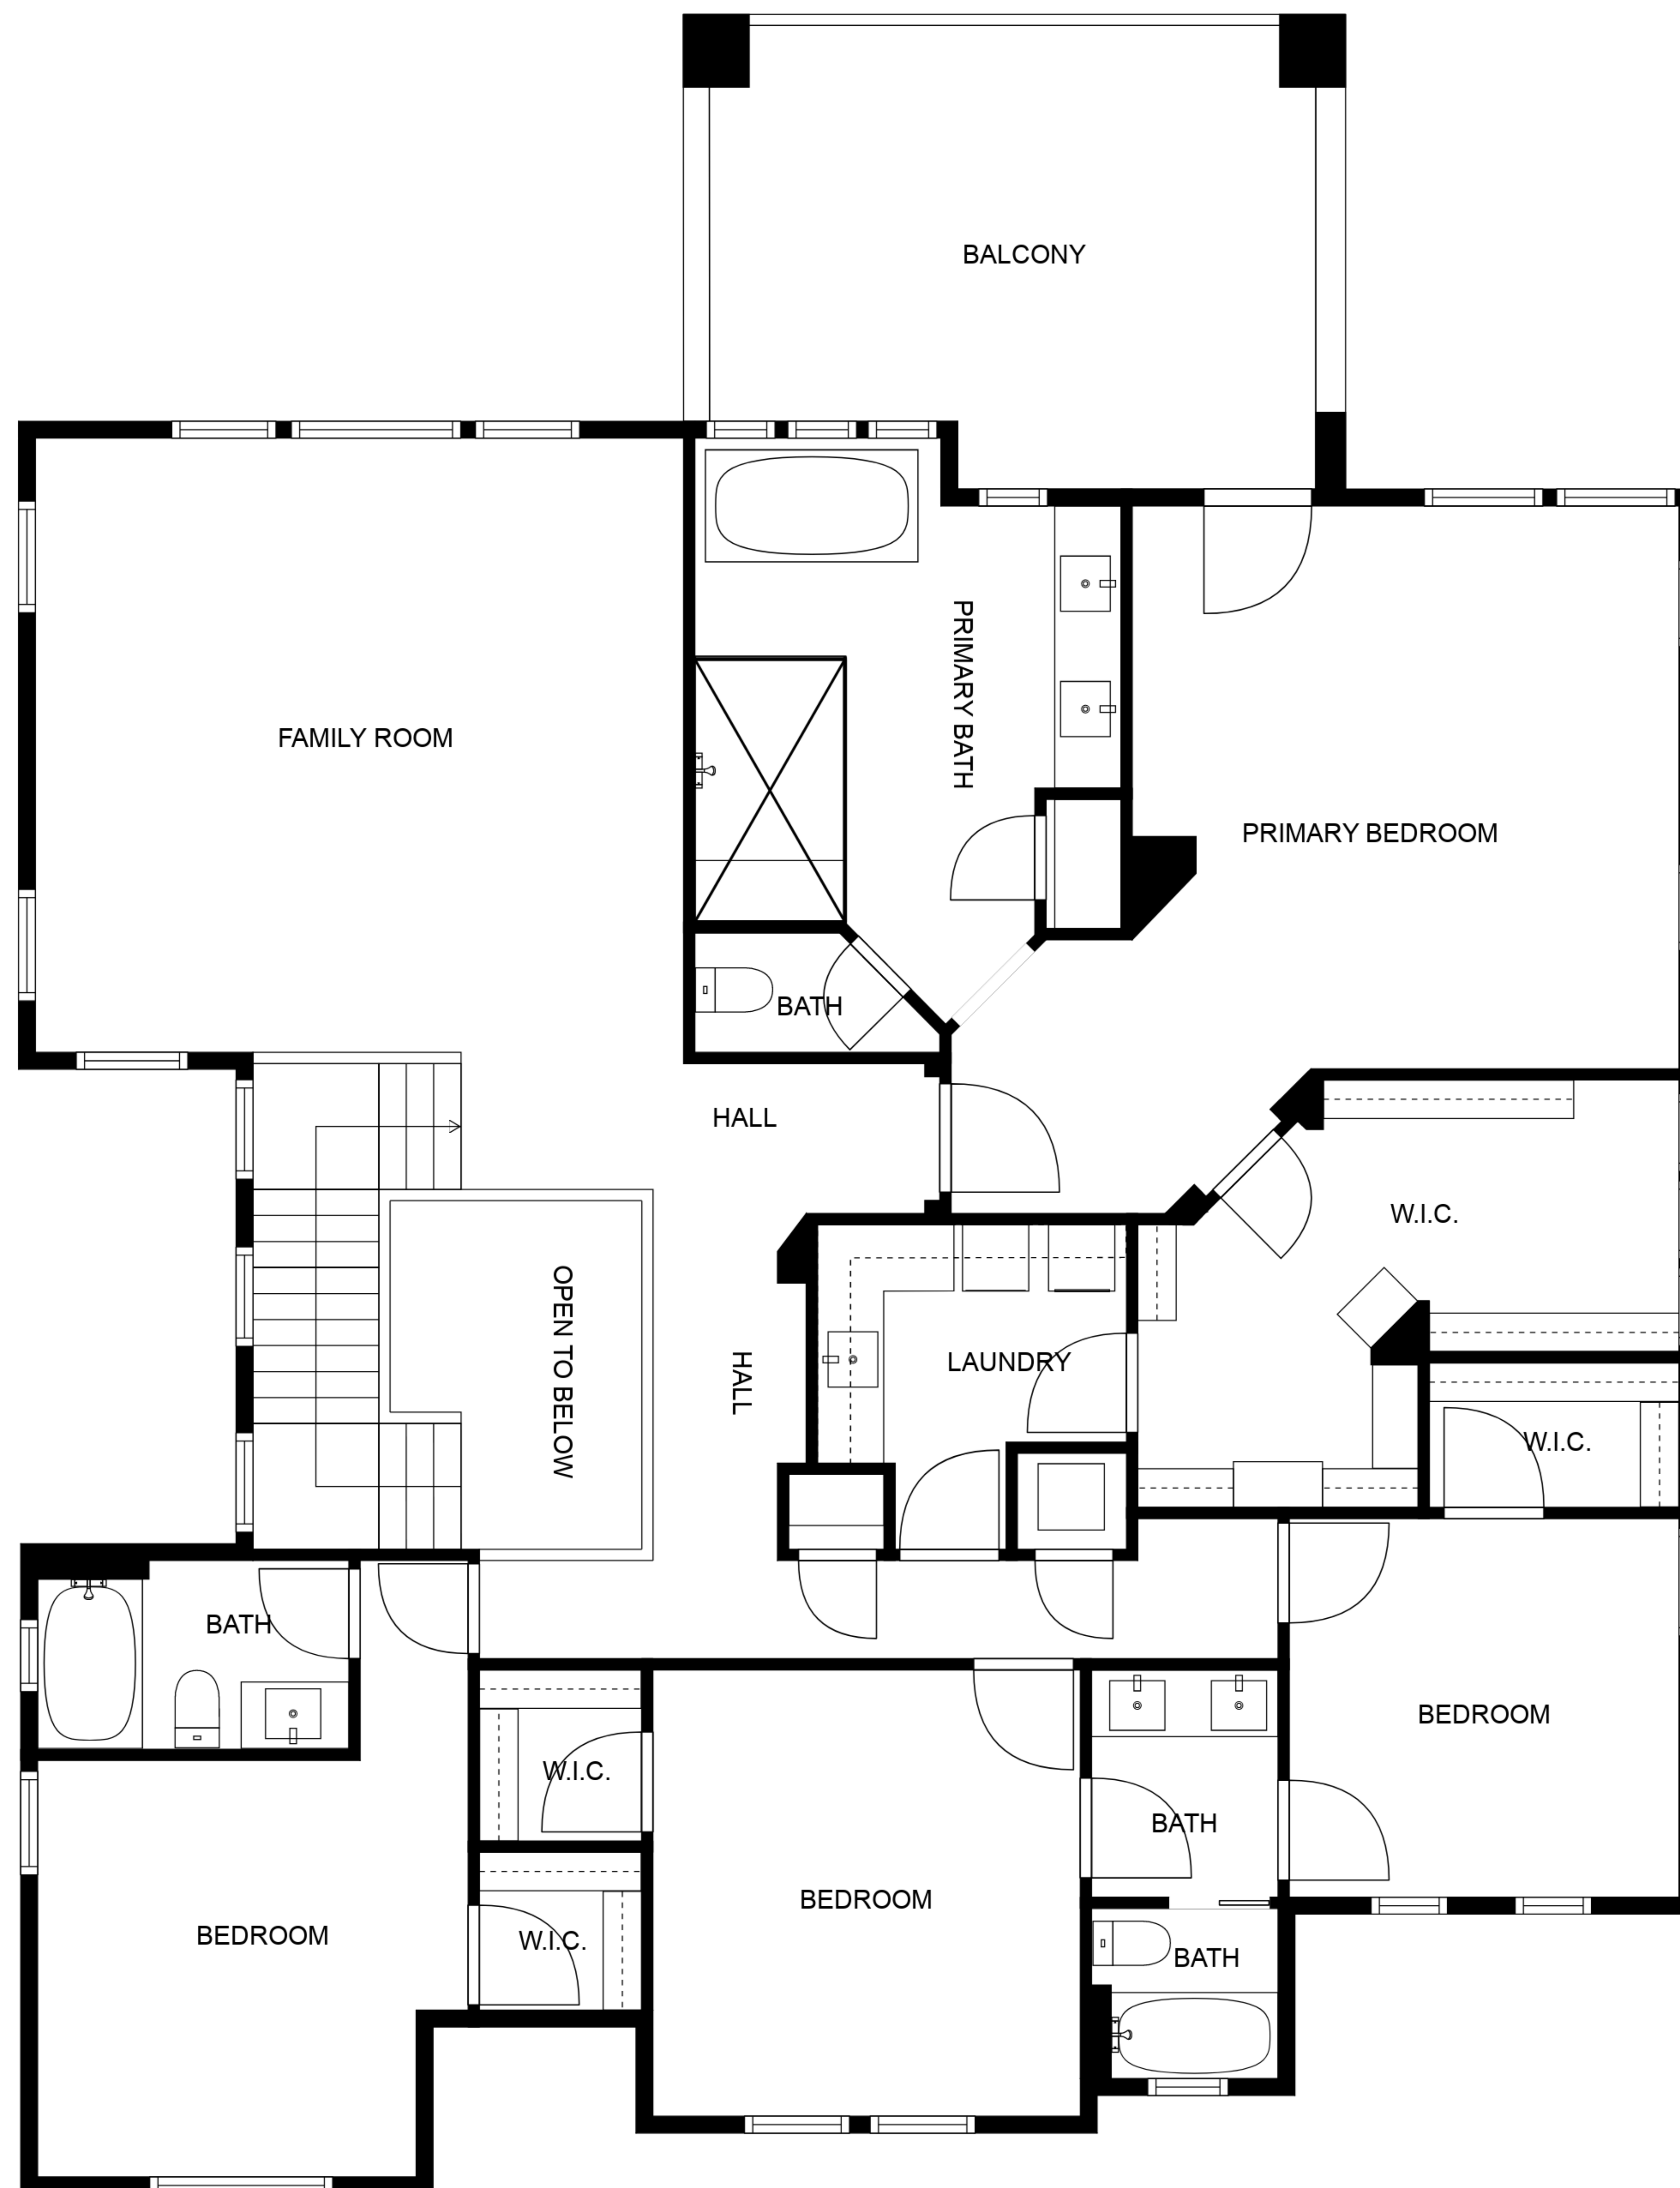 BALCONY
FAMILY ROOM
PRIMARY BATH
PRIMARY BEDROOM
BATH
HALL
W.I.C.
OPEN TO BELOW
HALL
LAUNDRY
W.I.C.
BATH
BEDROOM
W.I.C.
BATH
BEDROOM
BEDROOM
W.I.C.
BATH